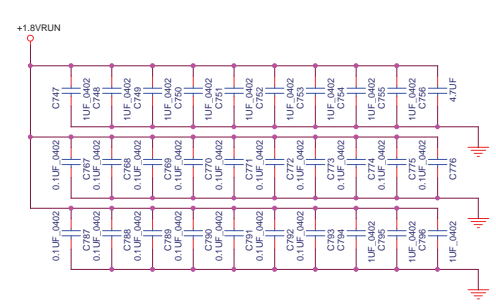 +1.8VRUN
C747
1UF_0402
C748
1UF_0402
C749
1UF_0402
C750
1UF_0402
C751
1UF_0402
C752
1UF_0402
C753
1UF_0402
C754
1UF_0402
C755
1UF_0402
C756
4.7UF
0.1UF_0402
C767
0.1UF_0402
C768
0.1UF_0402
C769
0.1UF_0402
C770
0.1UF_0402
C771
0.1UF_0402
C772
0.1UF_0402
C773
0.1UF_0402
C774
0.1UF_0402
C775
0.1UF_0402
C776
0.1UF_0402
C787
0.1UF_0402
C788
0.1UF_0402
C789
0.1UF_0402
C790
0.1UF_0402
C791
0.1UF_0402
C792
0.1UF_0402
C793
C794
1UF_0402
C795
1UF_0402
C796
1UF_0402